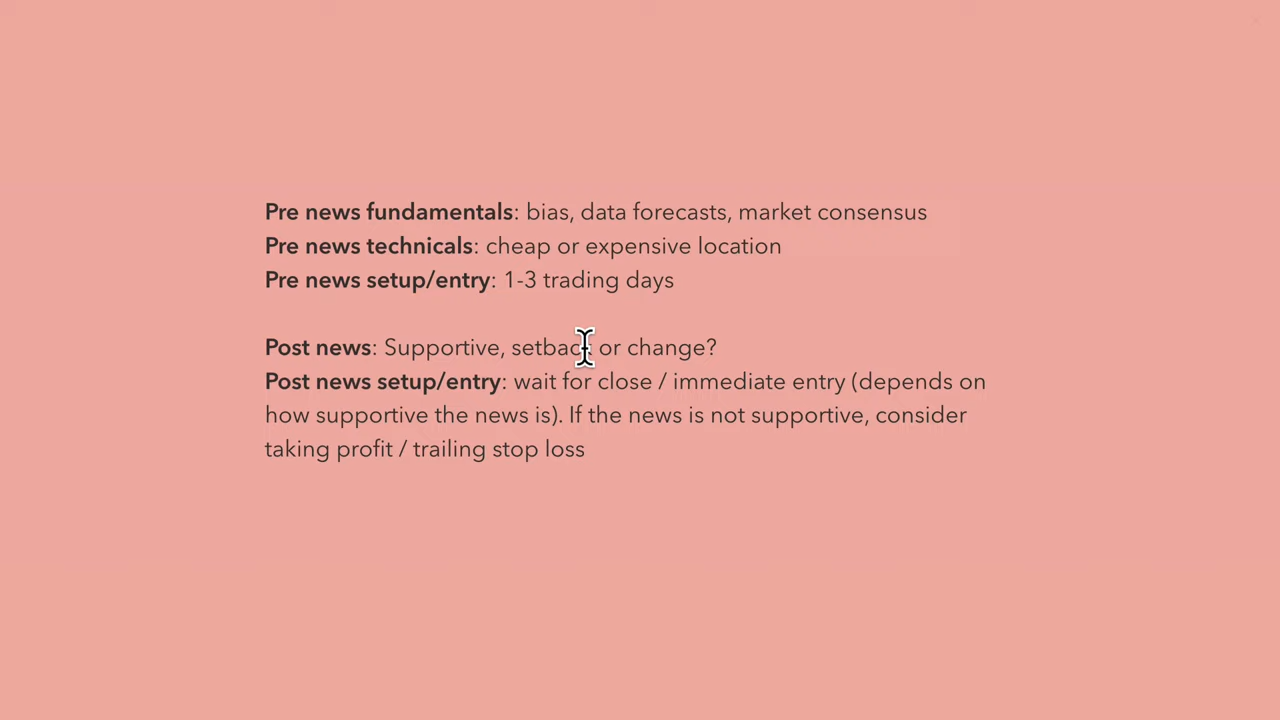 Pre news fundamentals: bias, data forecasts, market consensus
Pre news technicals: cheap or expensive location
Pre news setup/entry: 1-3 trading days
Post news: Supportive, setback or change?
Post news setup/entry: wait for close / immediate entry (depends on
how supportive the news is). If the news is not supportive, consider
taking profit / trailing stop loss